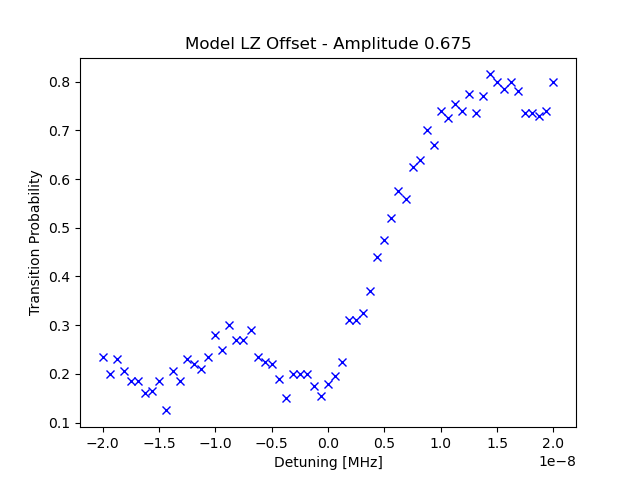 Model LZ Offset - Amplitude 0.675
Transition Probability
0.8
0.7
0.6
0.5
0.4
0.3
0.2
0.1
−2.0 −1.5 −1.0 −0.5 0.0 0.5 1.0 1.5 2.0
Detuning [MHz]
1e−8